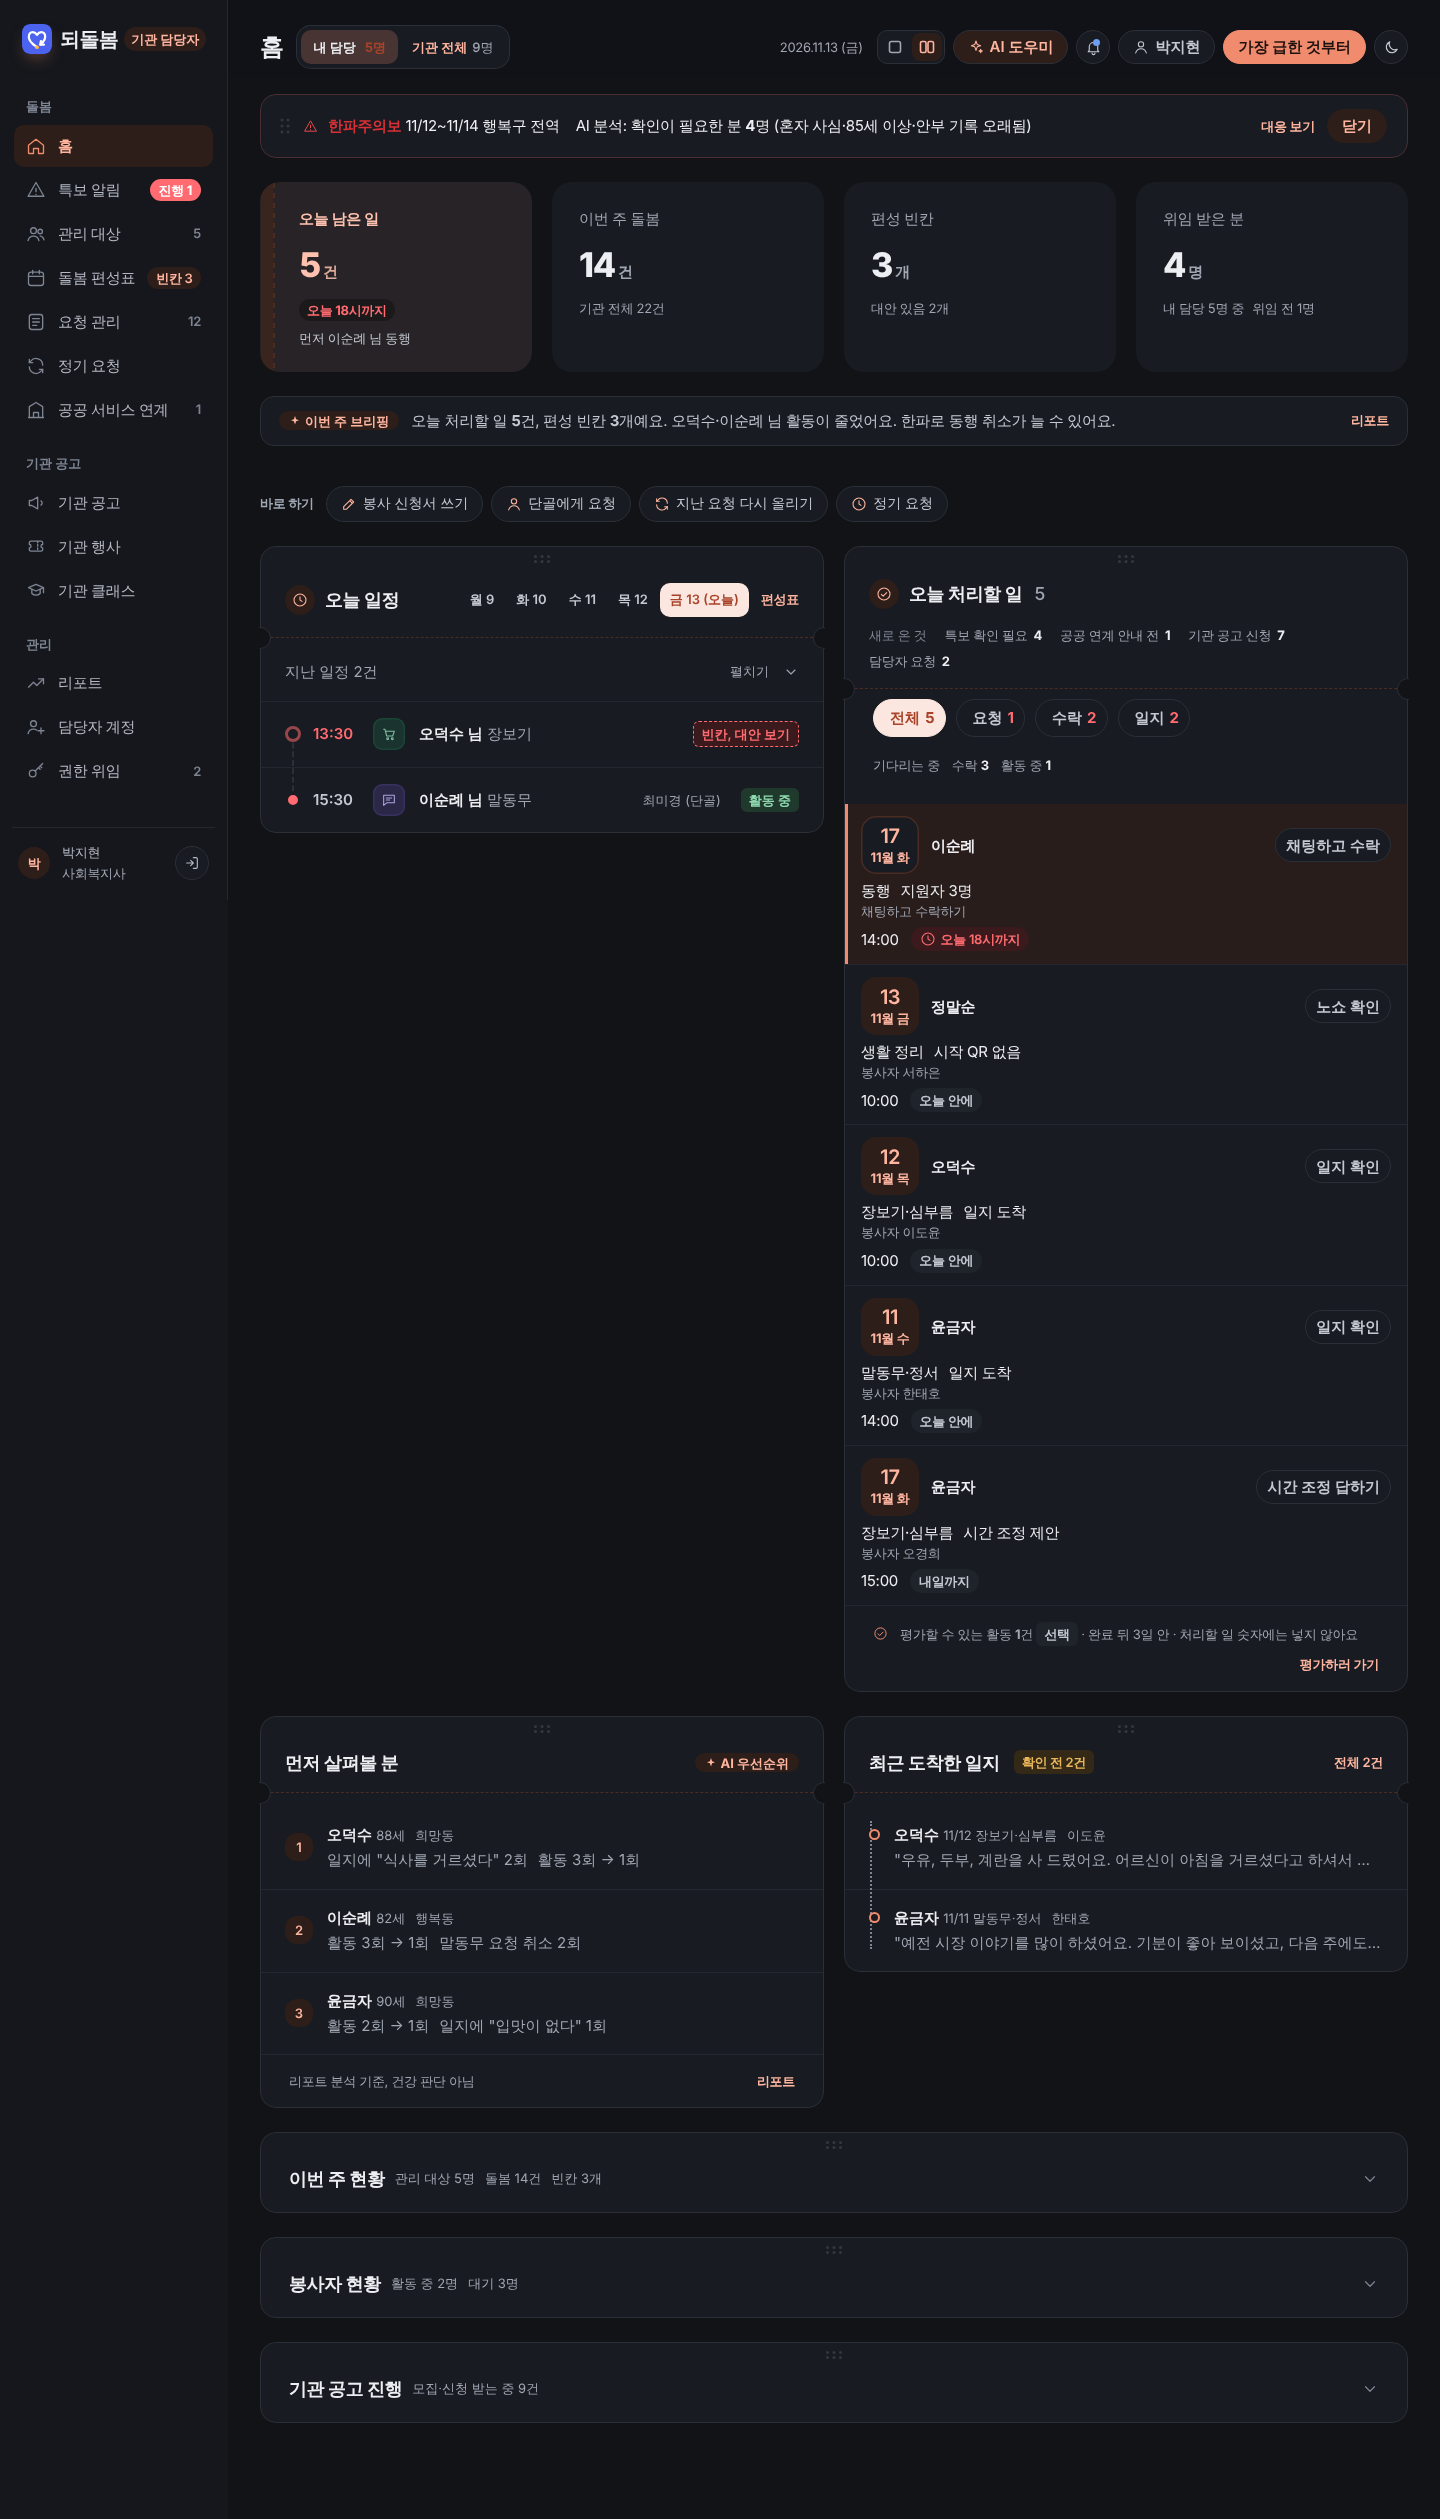 되돌봄 기관 담당자
돌봄
홈
특보 알림 진행 1
관리 대상 5
돌봄 편성표 빈칸 3
요청 관리 12
정기 요청
공공 서비스 연계 1
기관 공고
기관 공고
기관 행사
기관 클래스
관리
리포트
담당자 계정
권한 위임 2
박 박지현
사회복지사
홈 내 담당 5명 기관 전체 9명 2026.11.13 (금) AI 도우미 박지현 가장 급한 것부터
한파주의보 11/12~11/14 행복구 전역 AI 분석: 확인이 필요한 분 4명 (혼자 사심·85세 이상·안부 기록 오래됨) 대응 보기 닫기
오늘 남은 일
5건
오늘 18시까지
먼저 이순례 님 동행
이번 주 돌봄
14건
기관 전체 22건
편성 빈칸
3개
대안 있음 2개
위임 받은 분
4명
내 담당 5명 중 위임 전 1명
이번 주 브리핑 오늘 처리할 일 5건, 편성 빈칸 3개예요. 오덕수·이순례 님 활동이 줄었어요. 한파로 동행 취소가 늘 수 있어요. 리포트
바로 하기 봉사 신청서 쓰기 단골에게 요청 지난 요청 다시 올리기 정기 요청
오늘 일정 월 9 화 10 수 11 목 12 금 13 (오늘) 편성표
지난 일정 2건 펼치기
13:30 오덕수 님 장보기 빈칸, 대안 보기
15:30 이순례 님 말동무 최미경 (단골) 활동 중
오늘 처리할 일 5
새로 온 것 특보 확인 필요 4 공공 연계 안내 전 1 기관 공고 신청 7
담당자 요청 2
전체 5 요청 1 수락 2 일지 2
기다리는 중 수락 3 활동 중 1
17
11월 화 이순례 채팅하고 수락
동행 지원자 3명
채팅하고 수락하기
14:00 오늘 18시까지
13
11월 금 정말순 노쇼 확인
생활 정리 시작 QR 없음
봉사자 서하은
10:00 오늘 안에
12
11월 목 오덕수 일지 확인
장보기·심부름 일지 도착
봉사자 이도윤
10:00 오늘 안에
11
11월 수 윤금자 일지 확인
말동무·정서 일지 도착
봉사자 한태호
14:00 오늘 안에
17
11월 화 윤금자 시간 조정 답하기
장보기·심부름 시간 조정 제안
봉사자 오경희
15:00 내일까지
평가할 수 있는 활동 1건 선택 · 완료 뒤 3일 안 · 처리할 일 숫자에는 넣지 않아요
평가하러 가기
먼저 살펴볼 분 AI 우선순위
1 오덕수 88세 희망동
일지에 "식사를 거르셨다" 2회 활동 3회 → 1회
2 이순례 82세 행복동
활동 3회 → 1회 말동무 요청 취소 2회
3 윤금자 90세 희망동
활동 2회 → 1회 일지에 "입맛이 없다" 1회
리포트 분석 기준, 건강 판단 아님 리포트
최근 도착한 일지 확인 전 2건 전체 2건
오덕수 11/12 장보기·심부름 이도윤
"우유, 두부, 계란을 사 드렸어요. 어르신이 아침을 거르셨다고 하셔서 …
윤금자 11/11 말동무·정서 한태호
"예전 시장 이야기를 많이 하셨어요. 기분이 좋아 보이셨고, 다음 주에도…
이번 주 현황 관리 대상 5명 돌봄 14건 빈칸 3개
봉사자 현황 활동 중 2명 대기 3명
기관 공고 진행 모집·신청 받는 중 9건